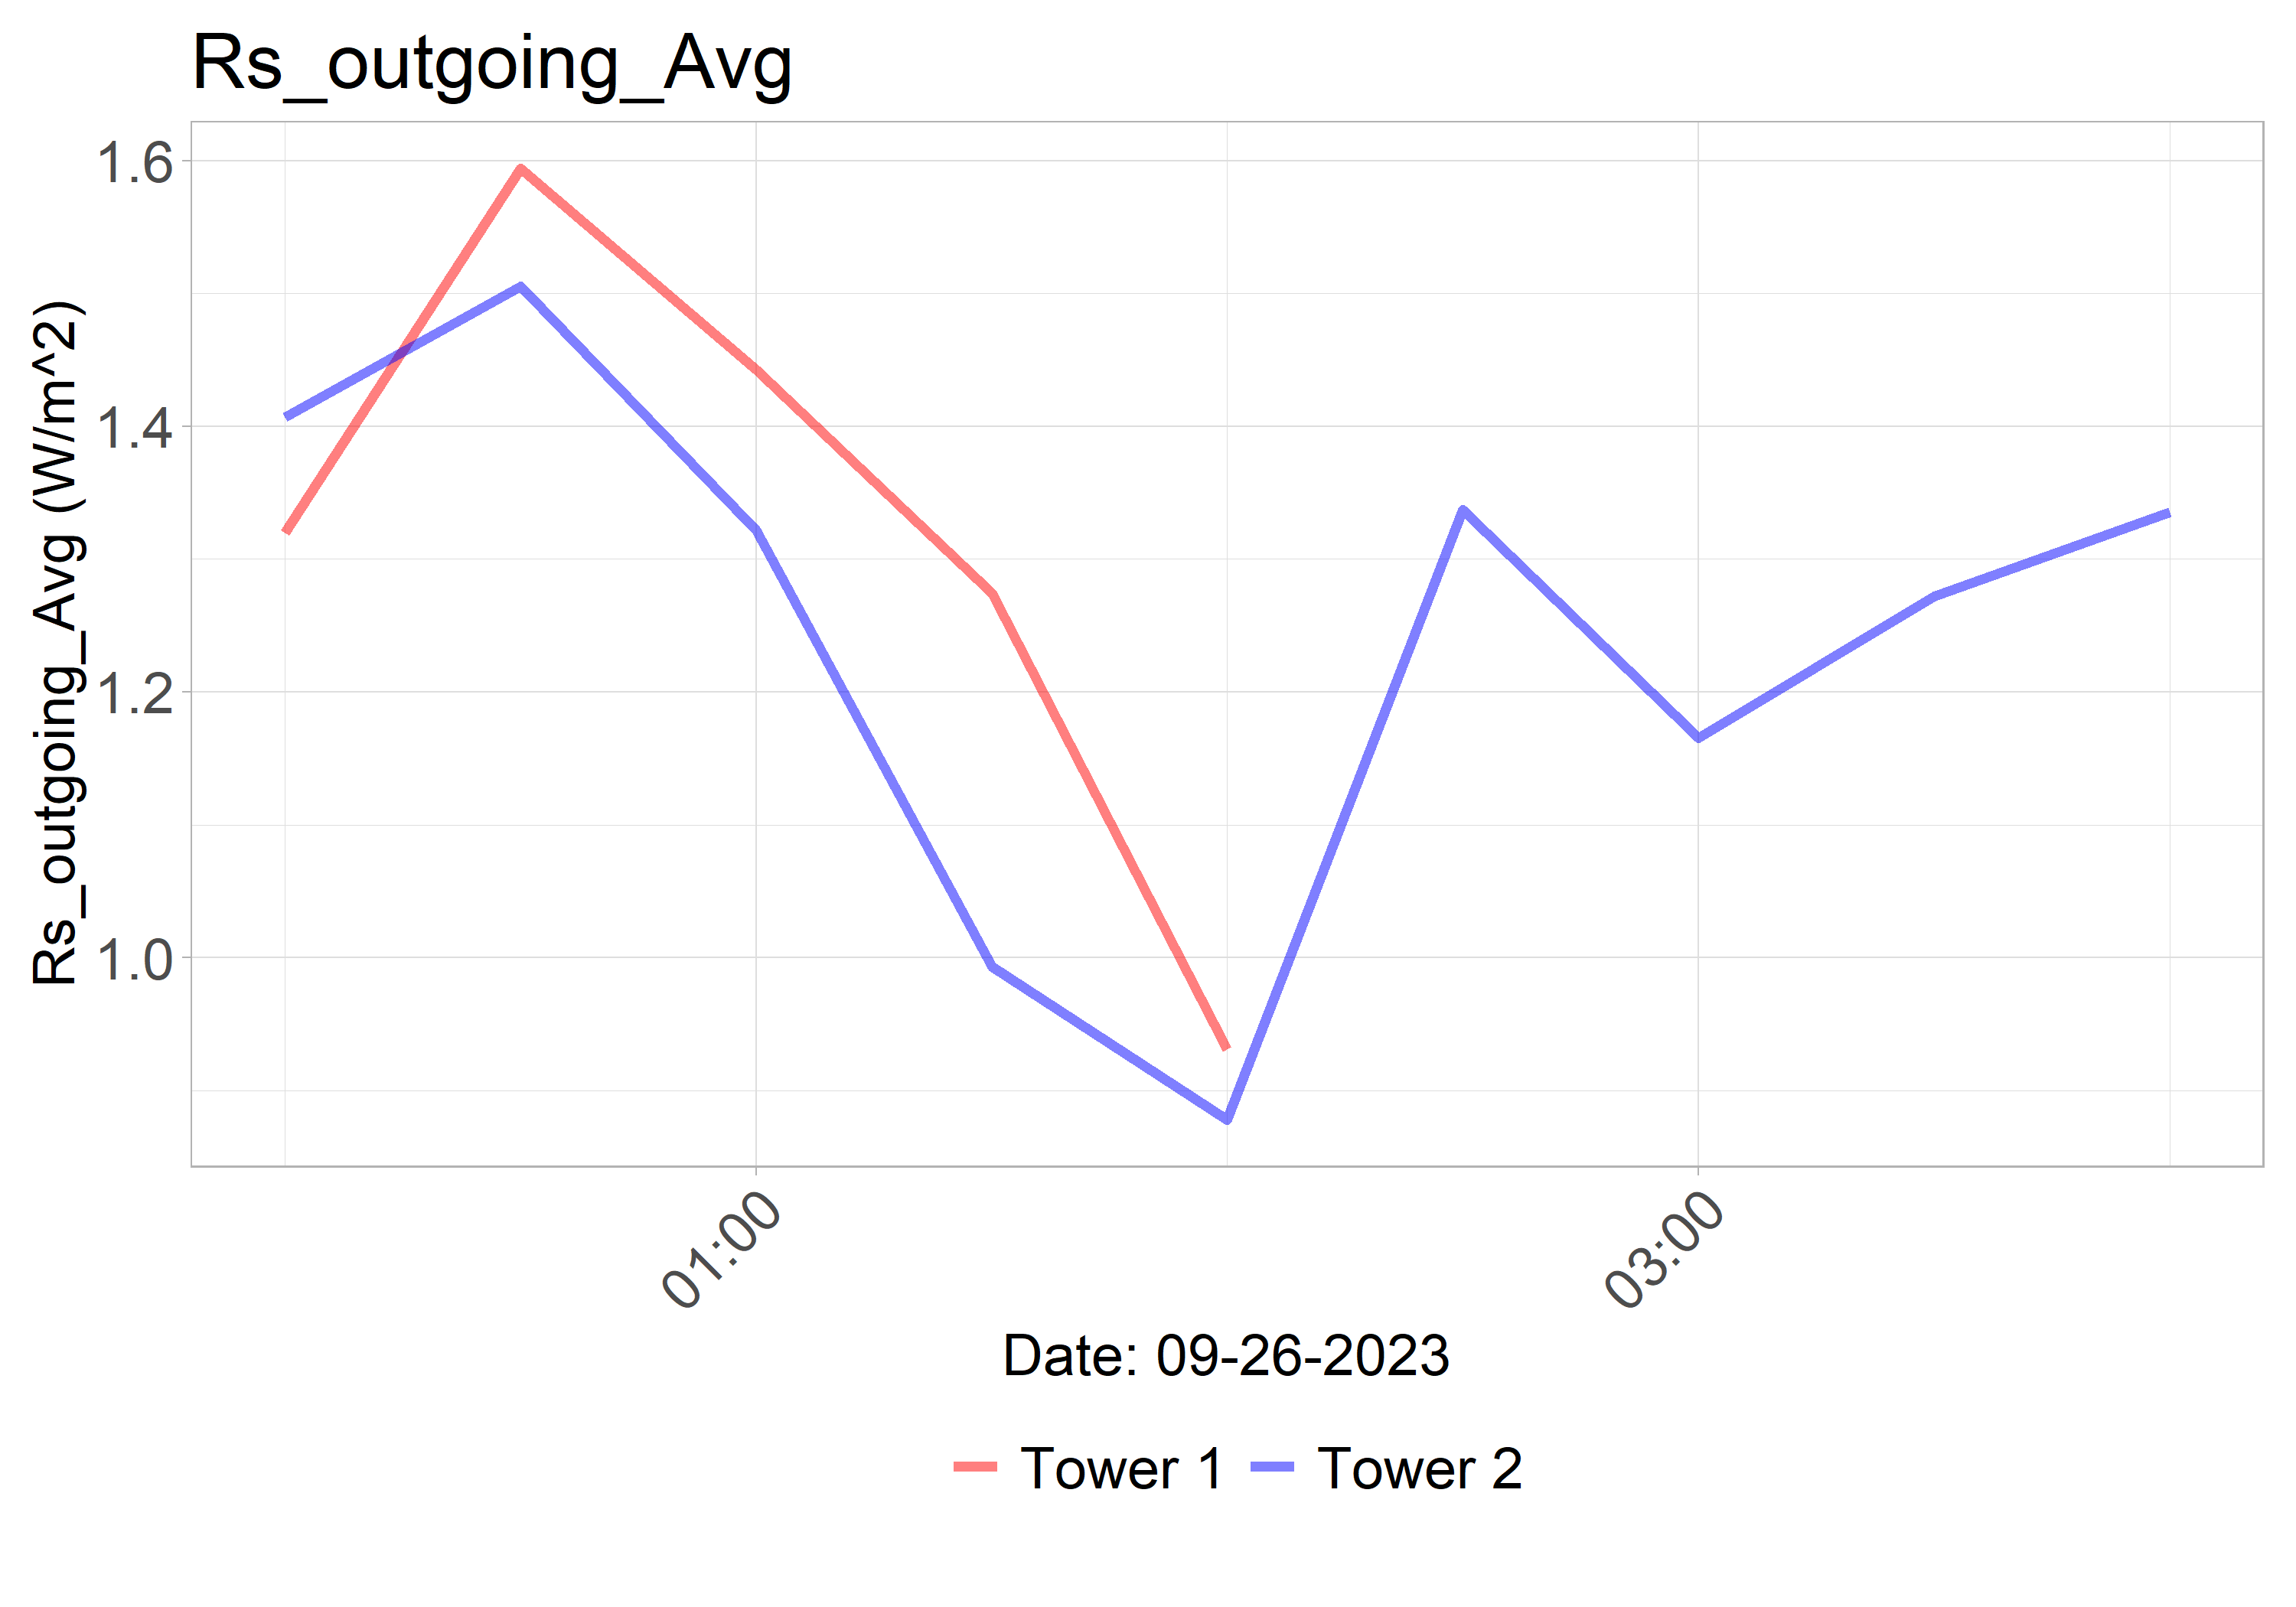 Rs_outgoing_Avg
Rs_outgoing_Avg (W/m^2)
1.6
1.4
1.2
1.0
01:00
03:00
Date: 09-26-2023
Tower 1
Tower 2